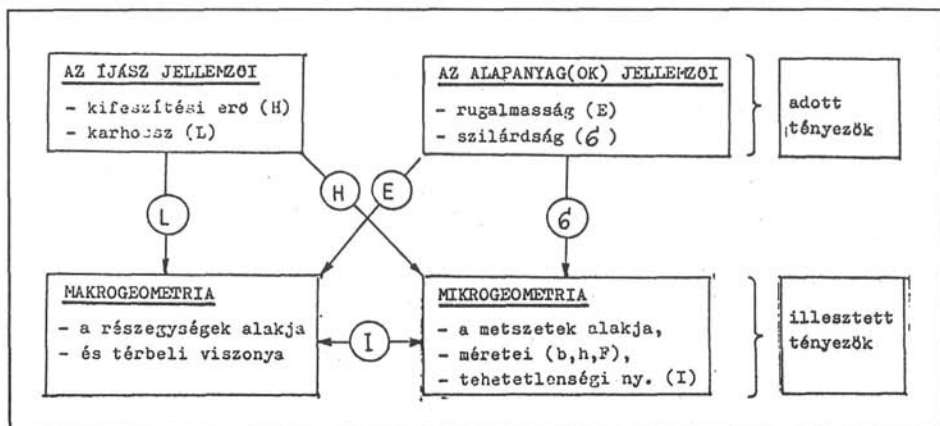 AZ ÍJÁSZ JELLEMZŐI
- kifeszítési erő (H)
- karhossz (L)
AZ ALAPANYAG(OK) JELLEMZŐI
- rugalmasság (E)
- szilárdság (б)
adott
tényezők
L
H
E
б
MAKROGEOMETRIA
- a részegységek alakja
- és térbeli viszonya
I
MIKROGEOMETRIA
- a metszetek alakja,
- méretei (b,h,F),
- tehetetlenségi ny. (I)
illesztett
tényezők